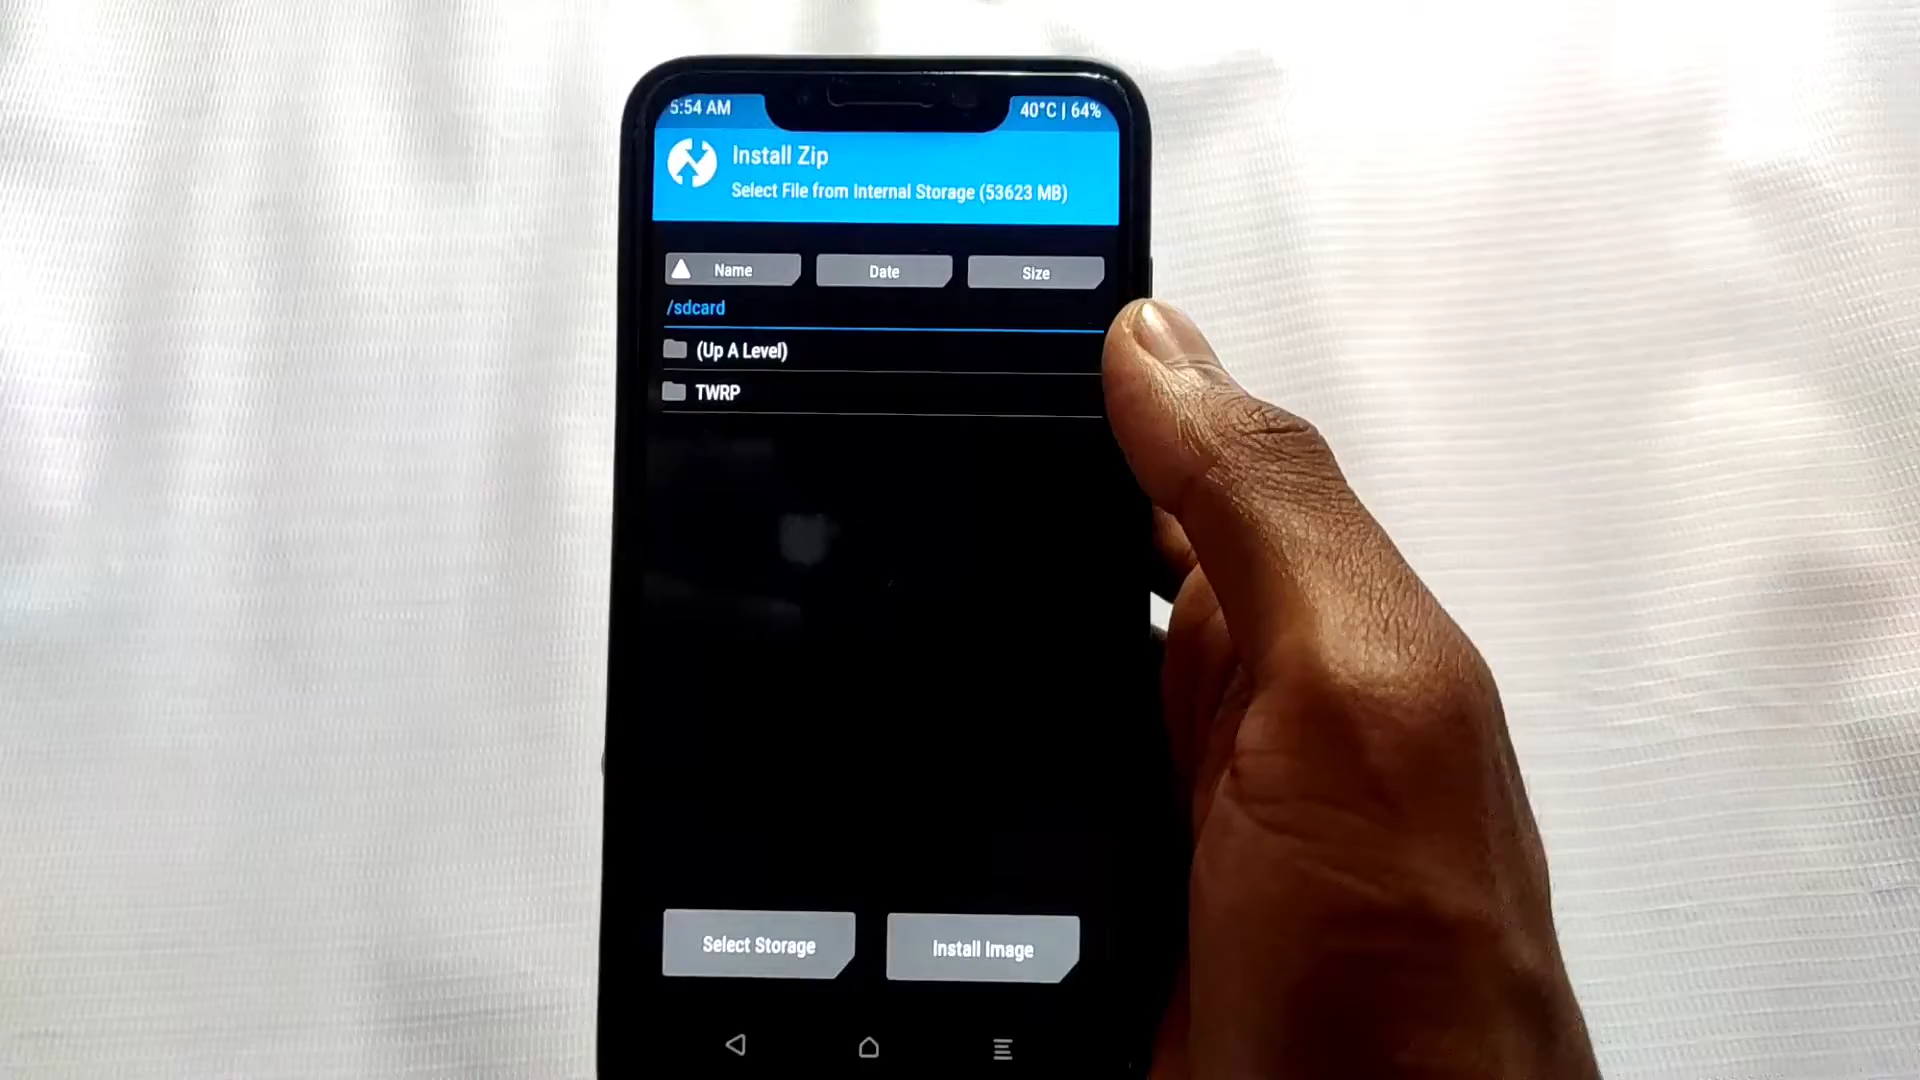 5:54 AM
40°C | 64%
Install Zip
Select File from Internal Storage (53623 MB)
Name
Date
Size
/sdcard
(Up A Level)
TWRP
Select Storage
Install Image